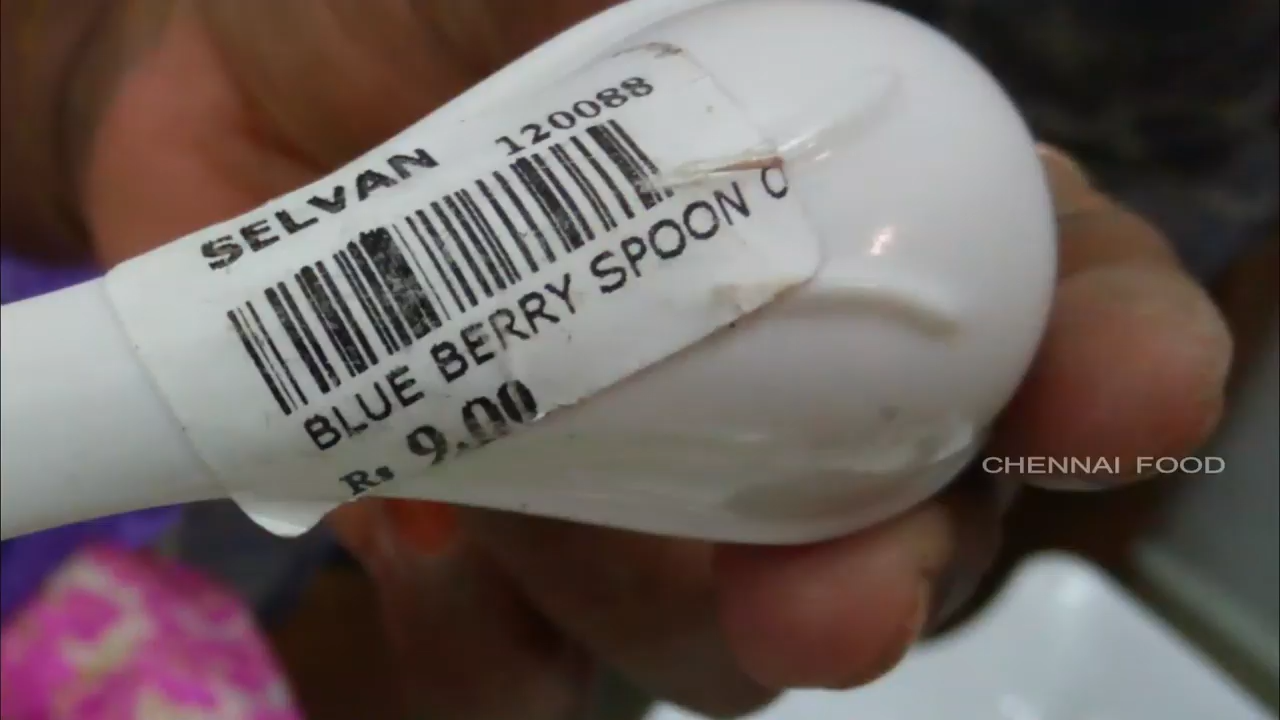 SELVAN 120088
BLUE BERRY SPOON
Rs 9.00
CHENNAI FOOD